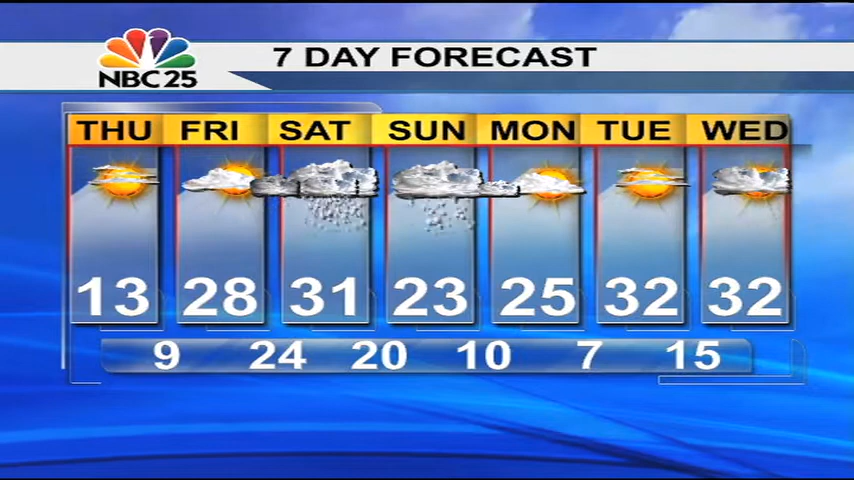 7 DAY FORECAST
NBC25
THU FRI SAT SUN MON TUE WED
13 28 31 23 25 32 32
9 24 20 10 7 15